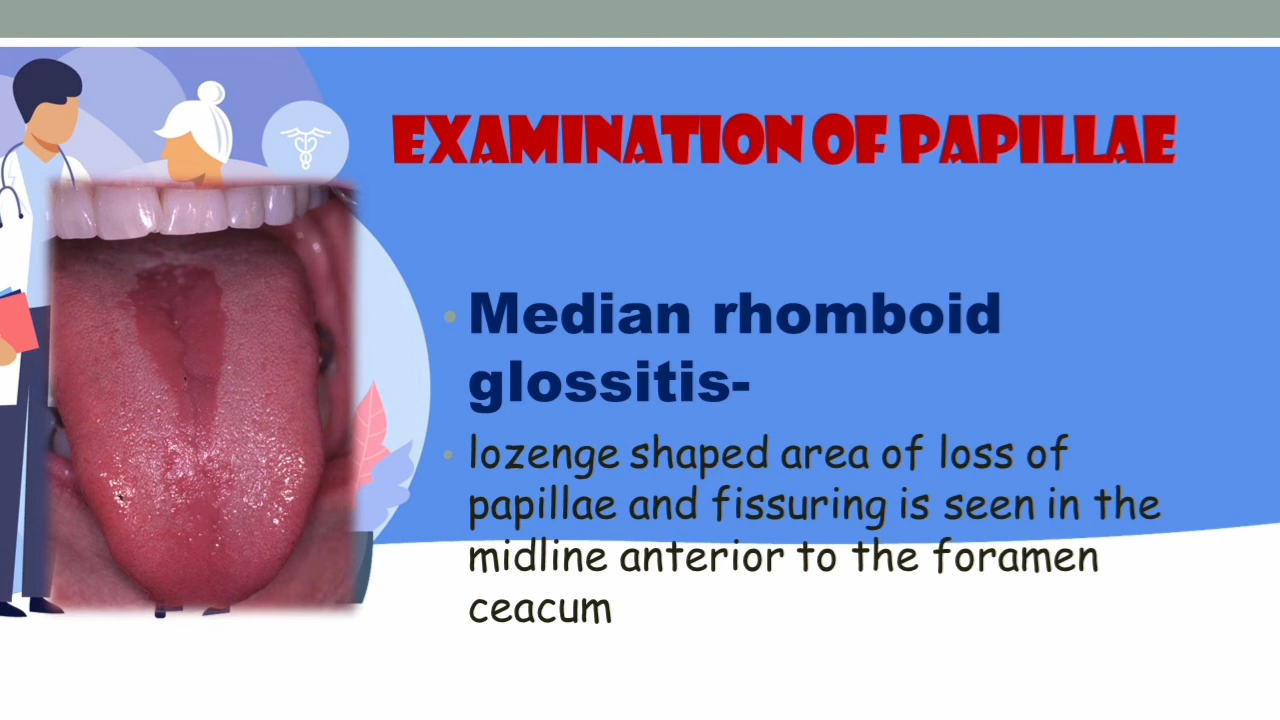 EXAMINATION OF PAPILLAE
• Median rhomboid
glossitis-
• lozenge shaped area of loss of
papillae and fissuring is seen in the
midline anterior to the foramen
ceacum